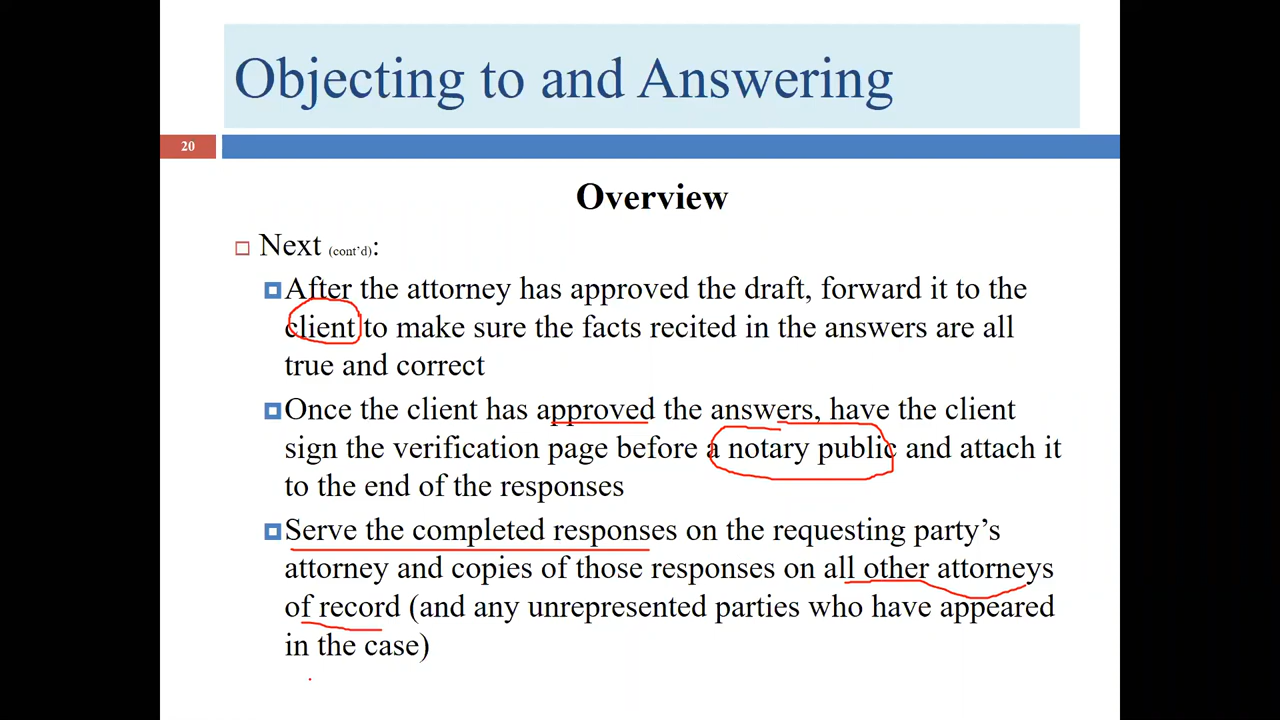 Objecting to and Answering
20
Overview
Next (cont'd):
After the attorney has approved the draft, forward it to the
client to make sure the facts recited in the answers are all
true and correct
Once the client has approved the answers, have the client
sign the verification page before a notary public and attach it
to the end of the responses
Serve the completed responses on the requesting party's
attorney and copies of those responses on all other attorneys
of record (and any unrepresented parties who have appeared
in the case)